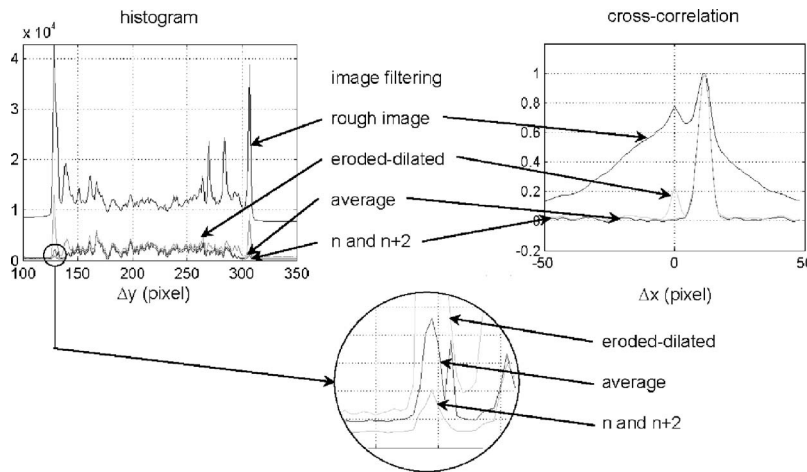 histogram
cross-correlation
x 10⁴
4
3
2
1
0
100 150 200 250 300 350
Δy (pixel)
image filtering
rough image
eroded-dilated
average
n and n+2
1
0.8
0.6
0.4
0.2
0
-0.2
-50 0 50
Δx (pixel)
eroded-dilated
average
n and n+2